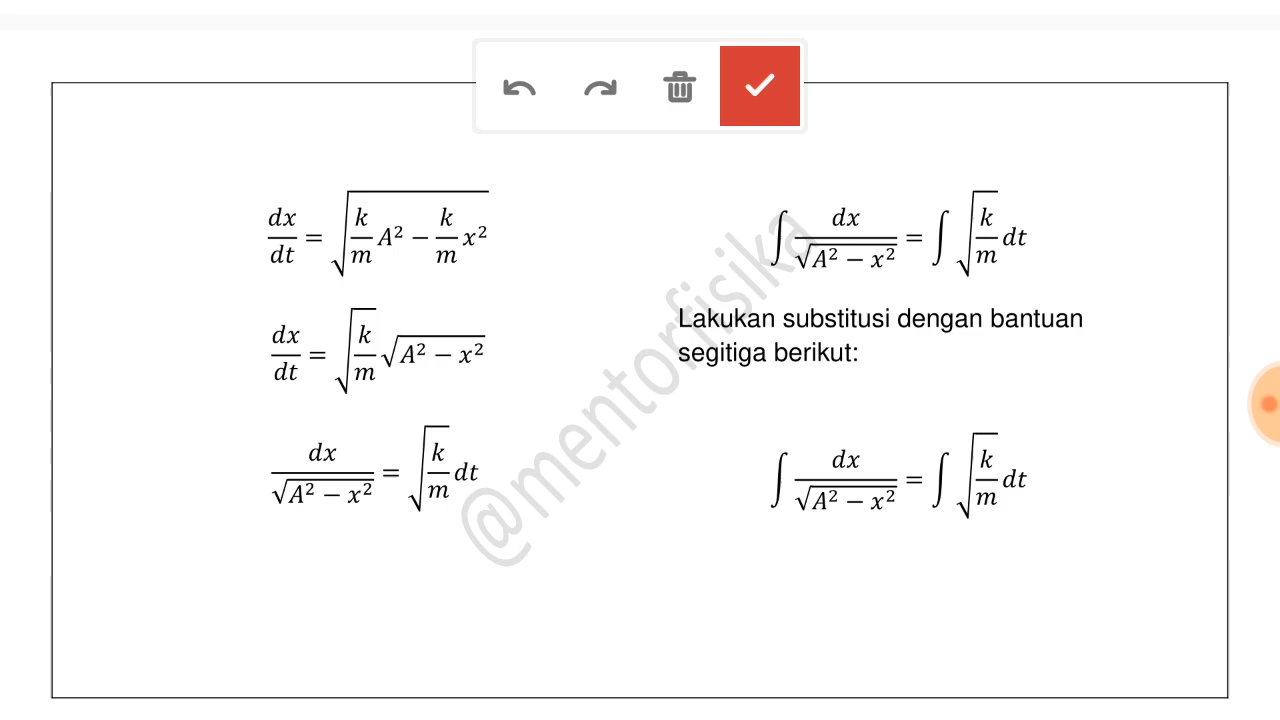 dx/dt = √(k/m A² − k/m x²)
dx/dt = √(k/m) √(A² − x²)
dx/√(A² − x²) = √(k/m) dt
∫ dx/√(A² − x²) = ∫ √(k/m) dt
Lakukan substitusi dengan bantuan
segitiga berikut:
∫ dx/√(A² − x²) = ∫ √(k/m) dt
@mentorfisika